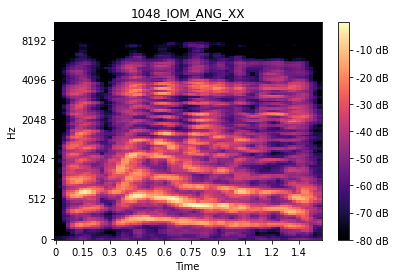 1048_IOM_ANG_XX
8192
4096
2048
1024
512
0
Hz
0 0.15 0.3 0.45 0.6 0.75 0.9 1.1 1.2 1.4
Time
-10 dB
-20 dB
-30 dB
-40 dB
-50 dB
-60 dB
-70 dB
-80 dB